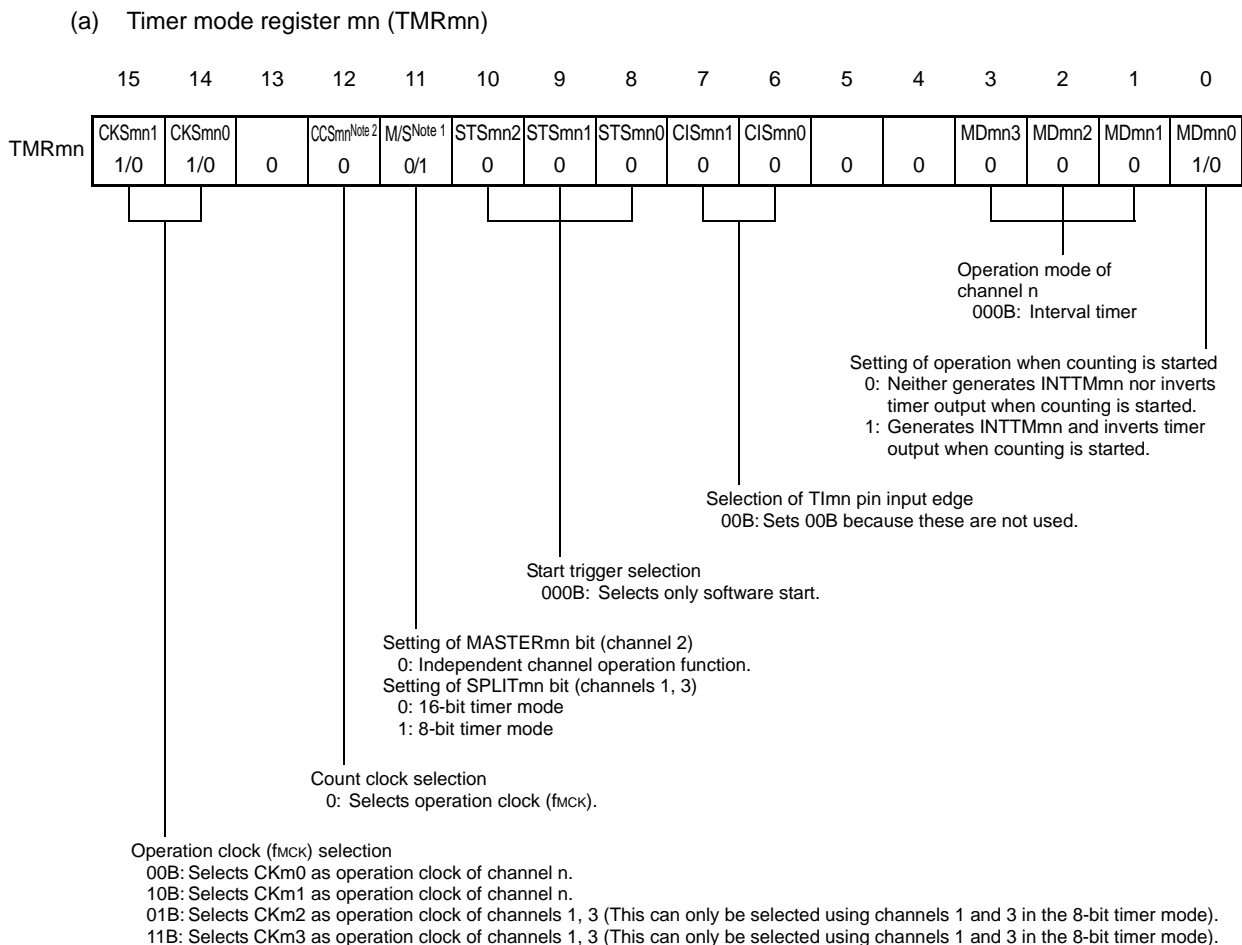 (a) Timer mode register mn (TMRmn)
15 14 13 12 11 10 9 8 7 6 5 4 3 2 1 0
TMRmn
CKSmn1 CKSmn0 CCSmnNote 2 M/SNote 1 STSmn2 STSmn1 STSmn0 CISmn1 CISmn0 MDmn3 MDmn2 MDmn1 MDmn0
1/0 1/0 0 0 0/1 0 0 0 0 0 0 0 0 0 0 1/0
Operation mode of
channel n
000B: Interval timer
Setting of operation when counting is started
0: Neither generates INTTMmn nor inverts
timer output when counting is started.
1: Generates INTTMmn and inverts timer
output when counting is started.
Selection of TImn pin input edge
00B: Sets 00B because these are not used.
Start trigger selection
000B: Selects only software start.
Setting of MASTERmn bit (channel 2)
0: Independent channel operation function.
Setting of SPLITmn bit (channels 1, 3)
0: 16-bit timer mode
1: 8-bit timer mode
Count clock selection
0: Selects operation clock (fMCK).
Operation clock (fMCK) selection
00B: Selects CKm0 as operation clock of channel n.
10B: Selects CKm1 as operation clock of channel n.
01B: Selects CKm2 as operation clock of channels 1, 3 (This can only be selected using channels 1 and 3 in the 8-bit timer mode).
11B: Selects CKm3 as operation clock of channels 1, 3 (This can only be selected using channels 1 and 3 in the 8-bit timer mode).